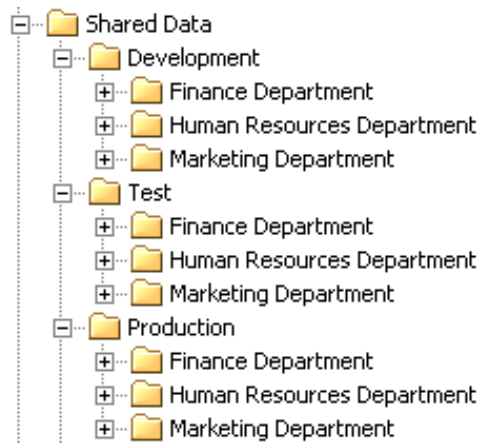 Shared Data
Development
Finance Department
Human Resources Department
Marketing Department
Test
Finance Department
Human Resources Department
Marketing Department
Production
Finance Department
Human Resources Department
Marketing Department